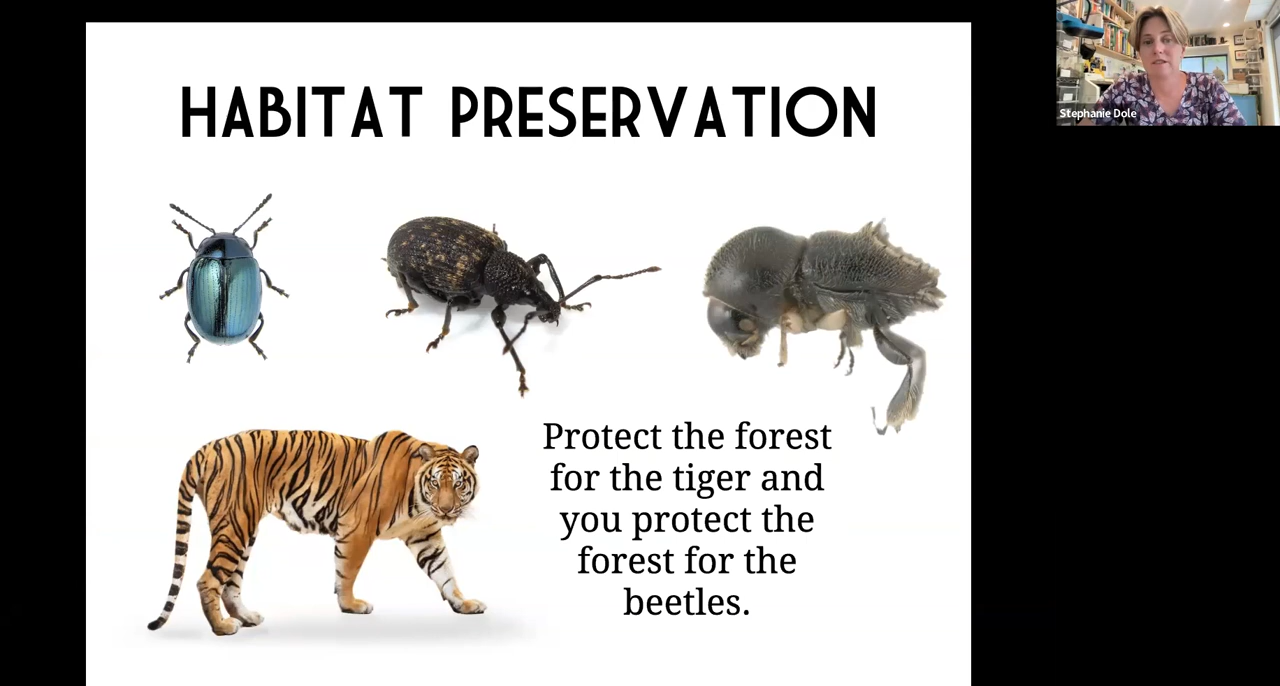 HABITAT PRESERVATION
Stephanie Dole
Protect the forest
for the tiger and
you protect the
forest for the
beetles.